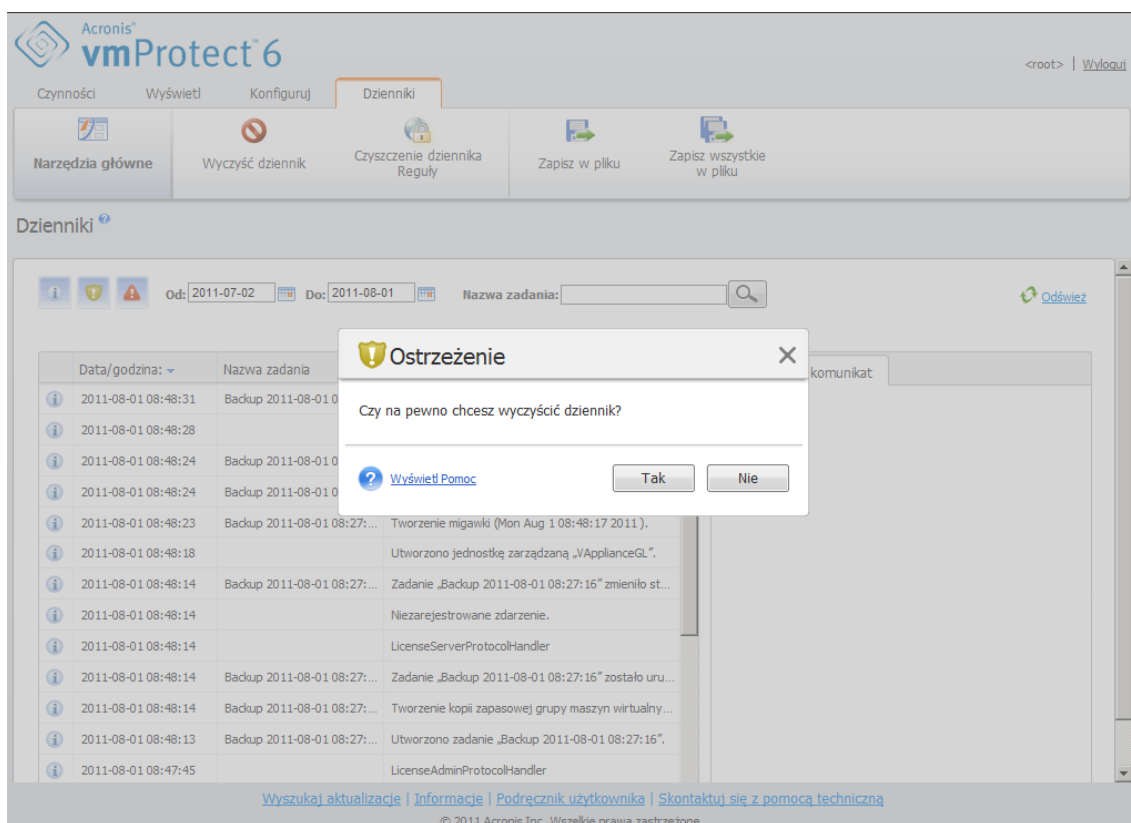 Acronis®
vmProtect™ 6
<root> | Wyloguj
Czynności Wyświetl Konfiguruj Dzienniki
Narzędzia główne
Wyczyść dziennik
Czyszczenie dziennika
Reguły
Zapisz w pliku
Zapisz wszystkie
w pliku
Dzienniki
Od: 2011-07-02 Do: 2011-08-01 Nazwa zadania:
Odśwież
Ostrzeżenie
Czy na pewno chcesz wyczyścić dziennik?
Wyświetl Pomoc
Tak
Nie
Data/godzina: Nazwa zadania
komunikat
2011-08-01 08:48:31 Backup 2011-08-01 0
2011-08-01 08:48:28
2011-08-01 08:48:24 Backup 2011-08-01 0
2011-08-01 08:48:24 Backup 2011-08-01 0
2011-08-01 08:48:23 Backup 2011-08-01 08:27:... Tworzenie migawki (Mon Aug 1 08:48:17 2011 ).
2011-08-01 08:48:18 Utworzono jednostkę zarządzaną „VApplianceGL”.
2011-08-01 08:48:14 Backup 2011-08-01 08:27:... Zadanie „Backup 2011-08-01 08:27:16” zmieniło st...
2011-08-01 08:48:14 Niezarejestrowane zdarzenie.
2011-08-01 08:48:14 LicenseServerProtocolHandler
2011-08-01 08:48:14 Backup 2011-08-01 08:27:... Zadanie „Backup 2011-08-01 08:27:16” zostało uru...
2011-08-01 08:48:14 Backup 2011-08-01 08:27:... Tworzenie kopii zapasowej grupy maszyn wirtualny...
2011-08-01 08:48:13 Backup 2011-08-01 08:27:... Utworzono zadanie „Backup 2011-08-01 08:27:16”.
2011-08-01 08:47:45 LicenseAdminProtocolHandler
Wyszukaj aktualizacje | Informacje | Podręcznik użytkownika | Skontaktuj się z pomocą techniczną
© 2011 Acronis Inc. Wszelkie prawa zastrzeżone.